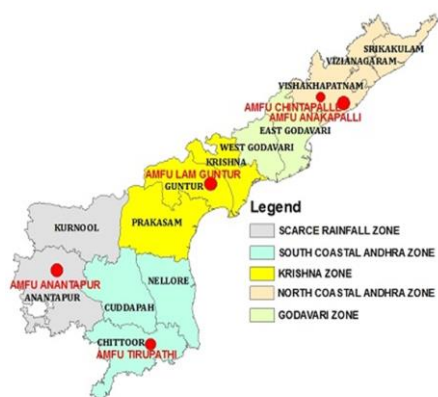 SRIKAKULAM
VIZIANAGARAM
VISHAKHAPATNAM
AMFU CHINTAPALLE
AMFU ANAKAPALLI
EAST GODAVARI
WEST GODAVARI
KRISHNA
AMFU LAM GUNTUR
GUNTUR
PRAKASAM
KURNOOL
NELLORE
AMFU ANANTAPUR
ANANTAPUR
CUDDAPAH
CHITTOOR
AMFU TIRUPATHI
Legend
SCARCE RAINFALL ZONE
SOUTH COASTAL ANDHRA ZONE
KRISHNA ZONE
NORTH COASTAL ANDHRA ZONE
GODAVARI ZONE